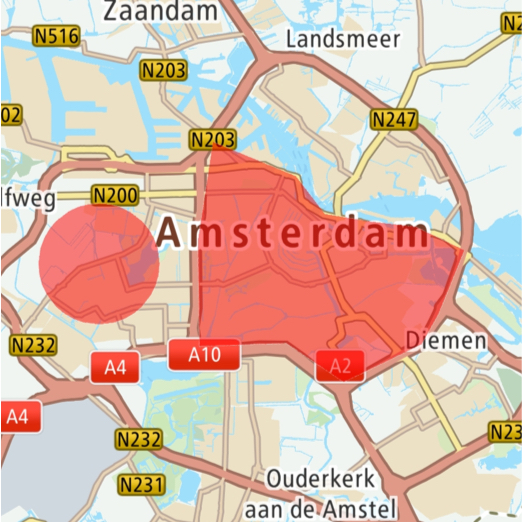 Zaandam
N516
Landsmeer
N203
02
N247
N203
lfweg
N200
Amsterdam
N232
A4
A10
A2
Diemen
A4
N232
N23
N231
Ouderkerk
aan de Amstel